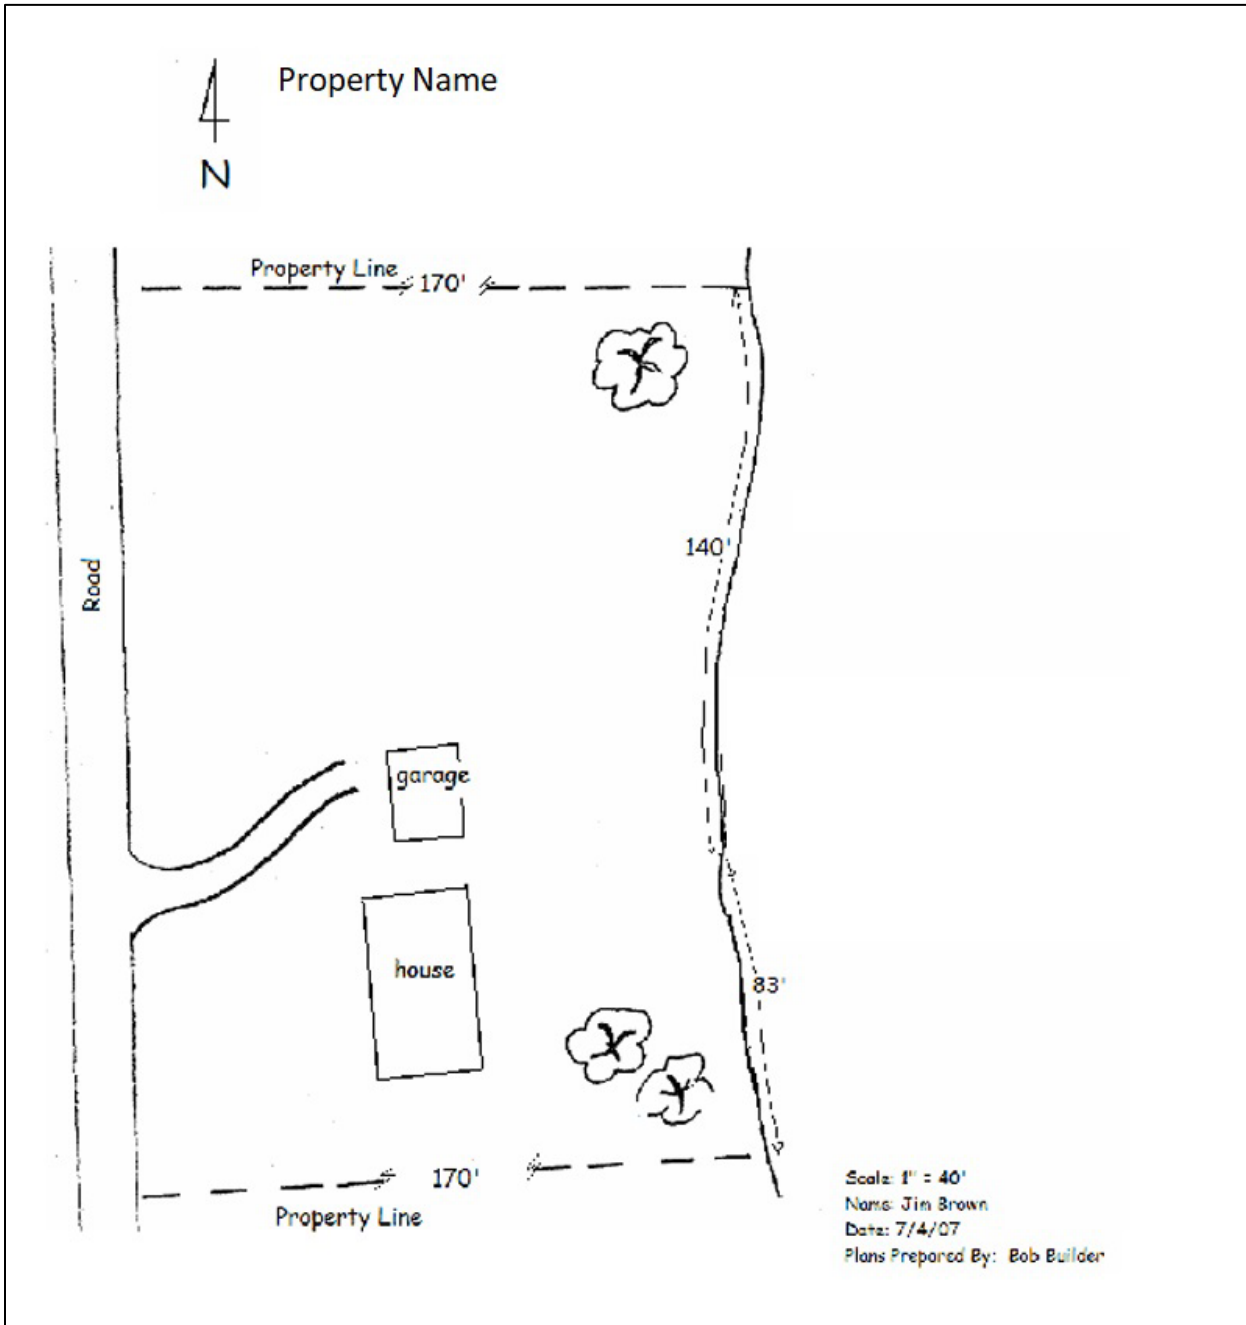 Property Name
N
Property Line
170'
140'
Road
garage
house
83'
170'
Property Line
Scale: 1" = 40'
Name: Jim Brown
Date: 7/4/07
Plans Prepared By: Bob Builder